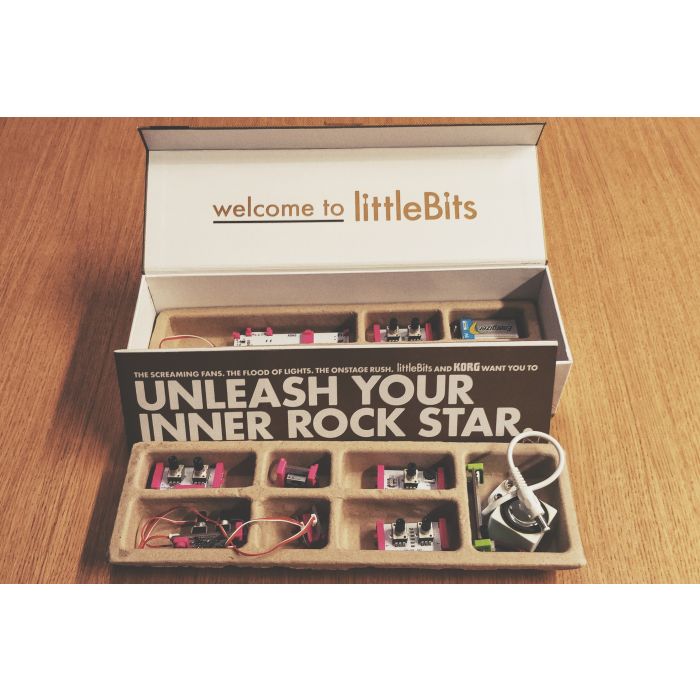 welcome to littleBits
Energizer
THE SCREAMING FANS. THE FLOOD OF LIGHTS. THE ONSTAGE RUSH. littleBits AND KORG WANT YOU TO
UNLEASH YOUR
INNER ROCK STAR.